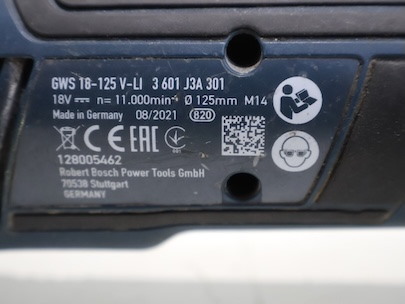 GWS 18-125 V-LI 3 601 J3A 301
18V ⎓ n= 11.000min⁻¹ Ø 125mm M14
Made in Germany 08/2021 820
CE EAC
128005462
Robert Bosch Power Tools GmbH
70538 Stuttgart
GERMANY